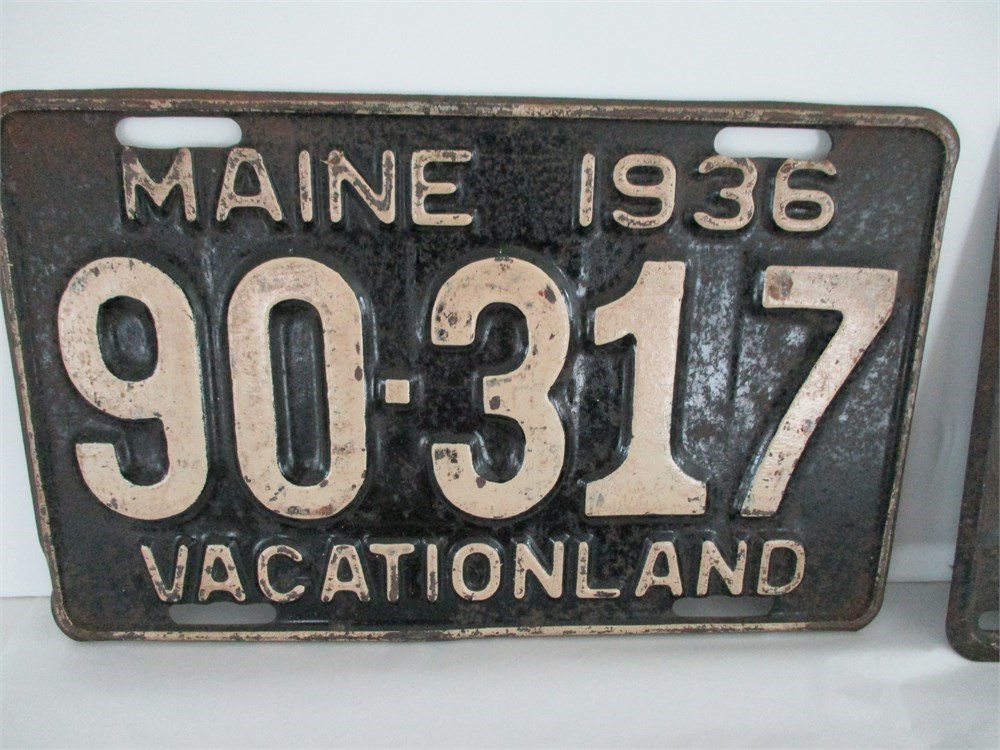 MAINE 1936
90-317
VACATIONLAND